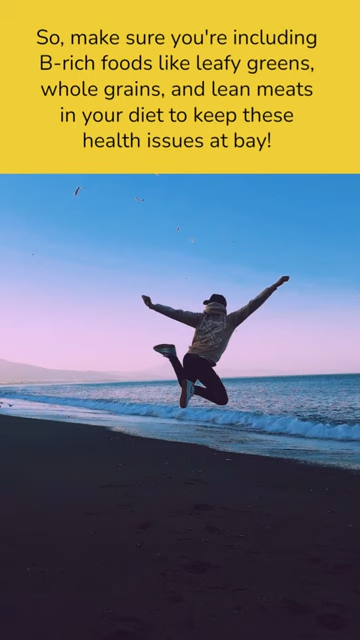 So, make sure you're including
B-rich foods like leafy greens,
whole grains, and lean meats
in your diet to keep these
health issues at bay!